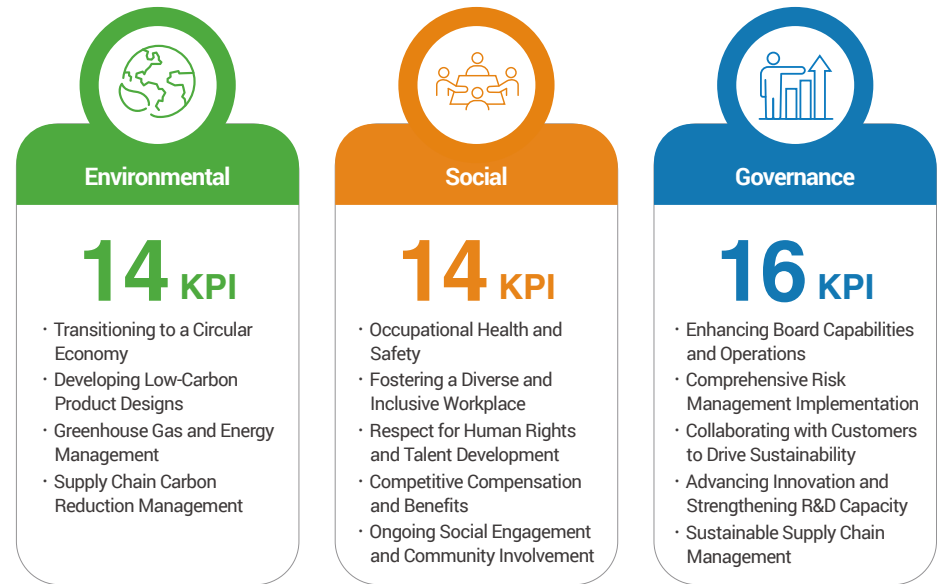 Environmental
14 KPI
· Transitioning to a Circular
Economy
· Developing Low-Carbon
Product Designs
· Greenhouse Gas and Energy
Management
· Supply Chain Carbon
Reduction Management
Social
14 KPI
· Occupational Health and
Safety
· Fostering a Diverse and
Inclusive Workplace
· Respect for Human Rights
and Talent Development
· Competitive Compensation
and Benefits
· Ongoing Social Engagement
and Community Involvement
Governance
16 KPI
· Enhancing Board Capabilities
and Operations
· Comprehensive Risk
Management Implementation
· Collaborating with Customers
to Drive Sustainability
· Advancing Innovation and
Strengthening R&D Capacity
· Sustainable Supply Chain
Management